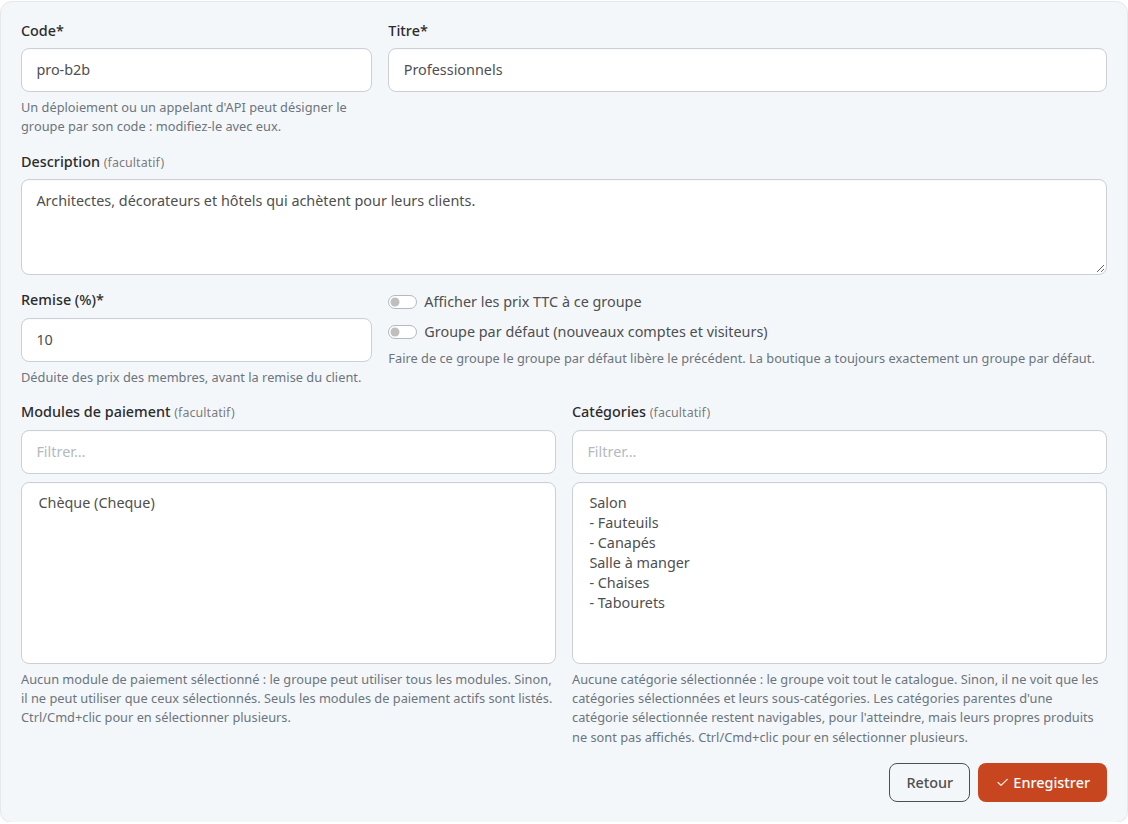 Code*
Titre*
pro-b2b
Professionnels
Un déploiement ou un appelant d'API peut désigner le
groupe par son code : modifiez-le avec eux.
Description (facultatif)
Architectes, décorateurs et hôtels qui achètent pour leurs clients.
Remise (%)*
Afficher les prix TTC à ce groupe
10
Groupe par défaut (nouveaux comptes et visiteurs)
Faire de ce groupe le groupe par défaut libère le précédent. La boutique a toujours exactement un groupe par défaut.
Déduite des prix des membres, avant la remise du client.
Modules de paiement (facultatif)
Filtrer...
Chèque (Cheque)
Aucun module de paiement sélectionné : le groupe peut utiliser tous les modules. Sinon,
il ne peut utiliser que ceux sélectionnés. Seuls les modules de paiement actifs sont listés.
Ctrl/Cmd+clic pour en sélectionner plusieurs.
Catégories (facultatif)
Filtrer...
Salon
- Fauteuils
- Canapés
Salle à manger
- Chaises
- Tabourets
Aucune catégorie sélectionnée : le groupe voit tout le catalogue. Sinon, il ne voit que les
catégories sélectionnées et leurs sous-catégories. Les catégories parentes d'une
catégorie sélectionnée restent navigables, pour l'atteindre, mais leurs propres produits
ne sont pas affichés. Ctrl/Cmd+clic pour en sélectionner plusieurs.
Retour
Enregistrer